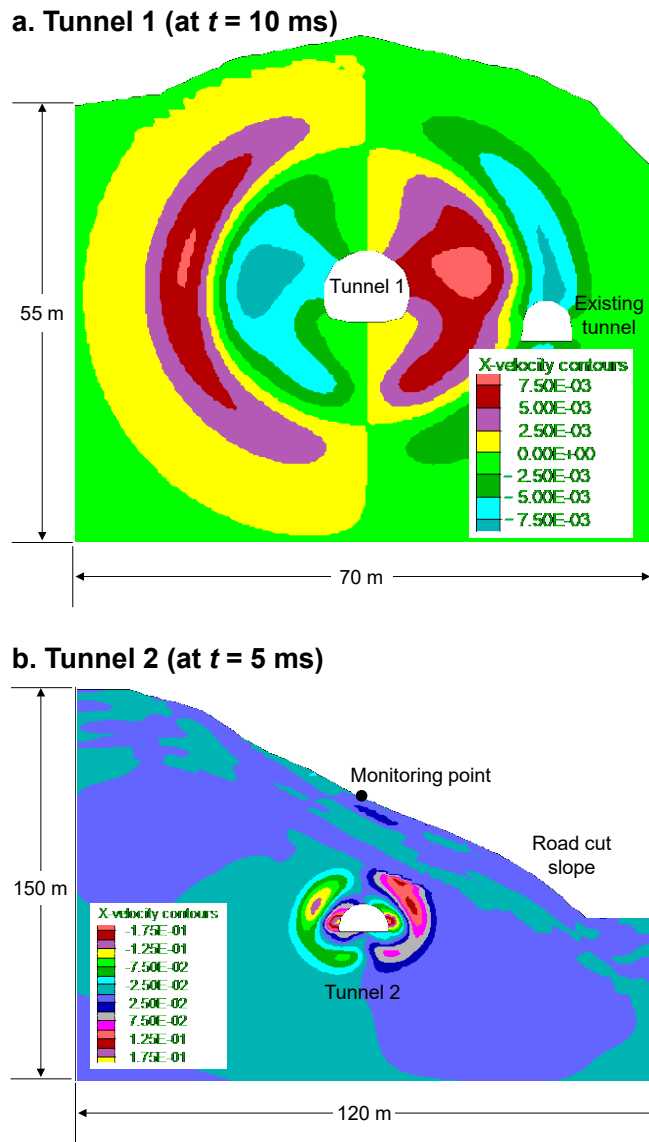 a. Tunnel 1 (at t = 10 ms)
Tunnel 1
Existing
tunnel
55 m
X-velocity contours
7.50E-03
5.00E-03
2.50E-03
0.00E+00
-2.50E-03
-5.00E-03
-7.50E-03
70 m
b. Tunnel 2 (at t = 5 ms)
Monitoring point
Road cut
slope
150 m
X-velocity contours
-1.75E-01
-1.25E-01
-7.50E-02
-2.50E-02
2.50E-02
7.50E-02
1.25E-01
1.75E-01
Tunnel 2
120 m